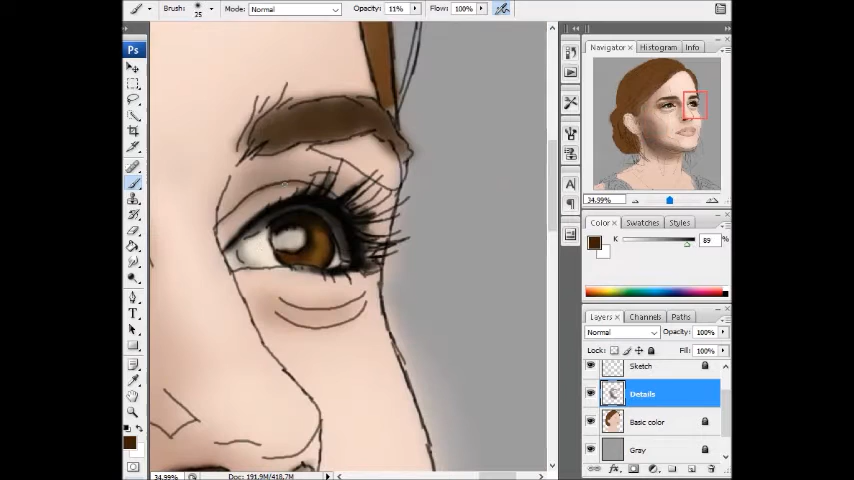 Brush: 25 Mode: Normal Opacity: 11% Flow: 100%
Ps
Navigator Histogram Info
34.99%
Color Swatches Styles
K 89 %
Layers Channels Paths
Normal Opacity: 100%
Lock: Fill: 100%
Sketch
Details
Basic color
Gray
fx
T
A
34.99% Doc: 191,9M/418,7M